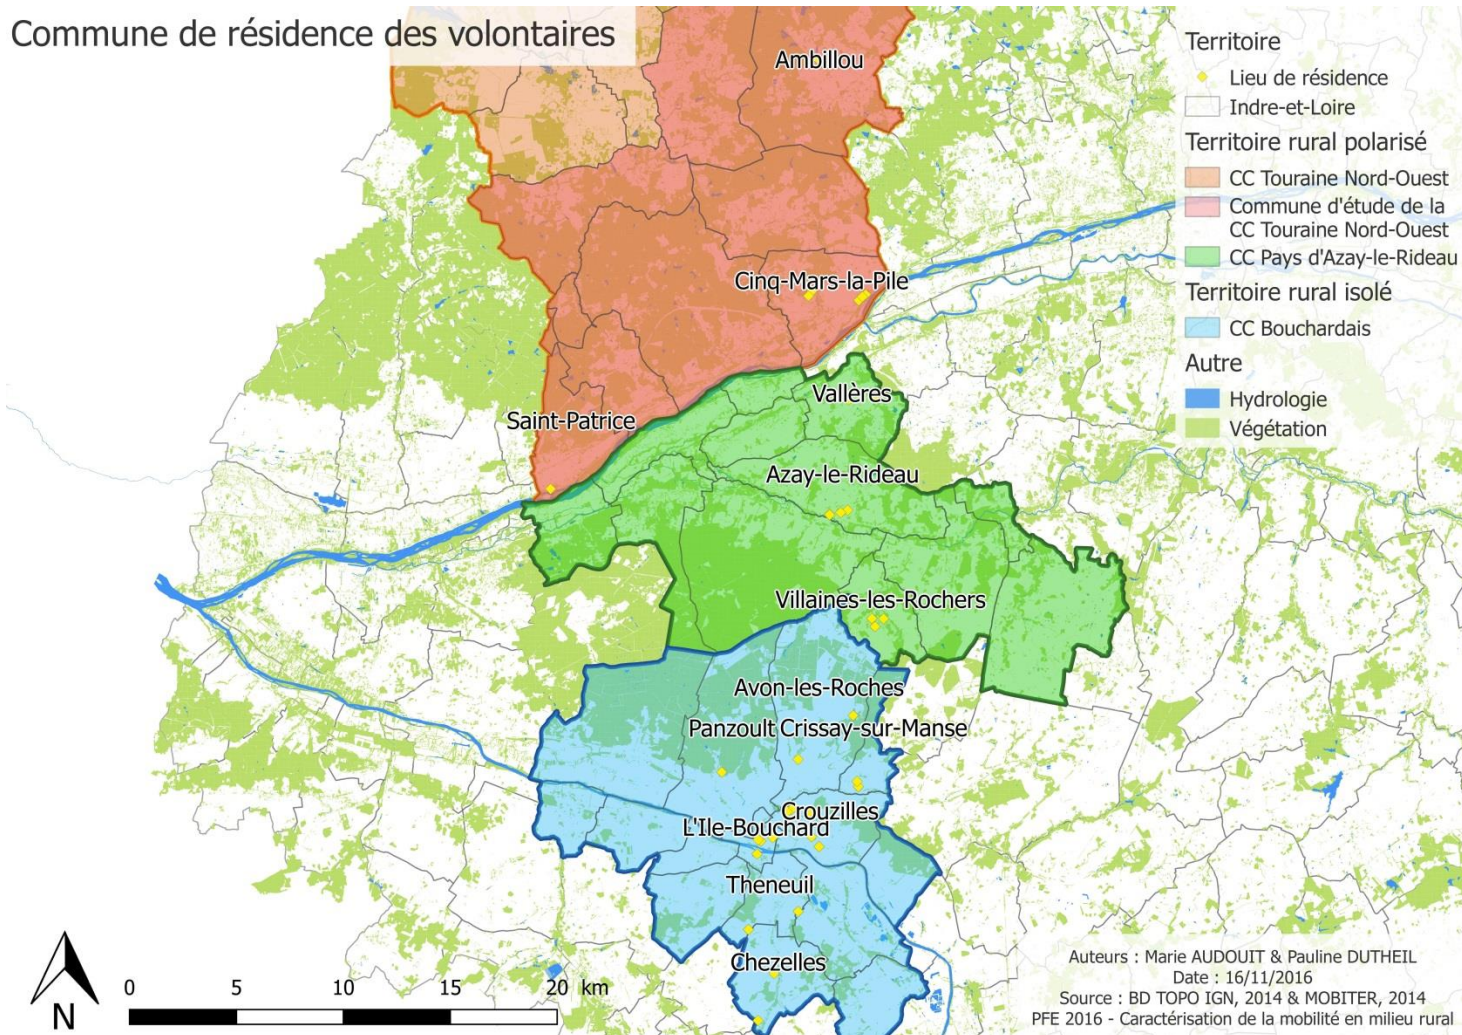 Commune de résidence des volontaires
Ambillou
Cinq-Mars-la-Pile
Saint-Patrice
Vallères
Azay-le-Rideau
Villaines-les-Rochers
Avon-les-Roches
Panzoult Crissay-sur-Manse
Crouzilles
L'Ile-Bouchard
Theneuil
Chezelles
Territoire
Lieu de résidence
Indre-et-Loire
Territoire rural polarisé
CC Touraine Nord-Ouest
Commune d'étude de la
CC Touraine Nord-Ouest
CC Pays d'Azay-le-Rideau
Territoire rural isolé
CC Bouchardais
Autre
Hydrologie
Végétation
N
0 5 10 15 20 km
Auteurs : Marie AUDOUIT & Pauline DUTHEIL
Date : 16/11/2016
Source : BD TOPO IGN, 2014 & MOBITER, 2014
PFE 2016 - Caractérisation de la mobilité en milieu rural